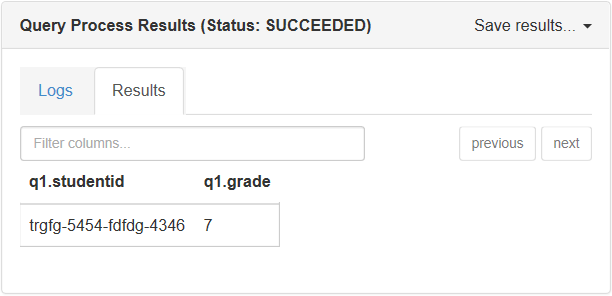 Query Process Results (Status: SUCCEEDED) Save results...
Logs Results
Filter columns... previous next
q1.studentid q1.grade
trgfg-5454-fdfdg-4346 7